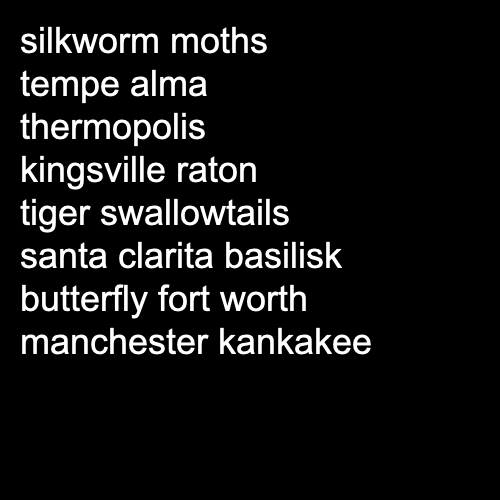 silkworm moths
tempe alma
thermopolis
kingsville raton
tiger swallowtails
santa clarita basilisk
butterfly fort worth
manchester kankakee